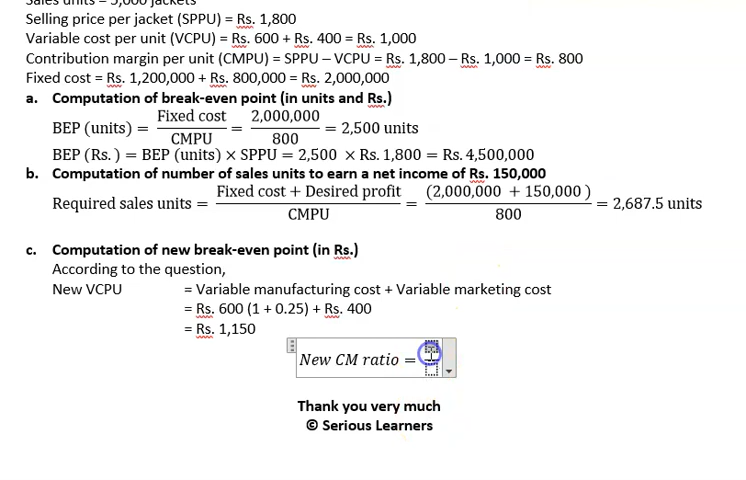 Sales units = 5,000 jackets
Selling price per jacket (SPPU) = Rs. 1,800
Variable cost per unit (VCPU) = Rs. 600 + Rs. 400 = Rs. 1,000
Contribution margin per unit (CMPU) = SPPU – VCPU = Rs. 1,800 – Rs. 1,000 = Rs. 800
Fixed cost = Rs. 1,200,000 + Rs. 800,000 = Rs. 2,000,000
a. Computation of break-even point (in units and Rs.)
BEP (units) = Fixed cost / CMPU = 2,000,000 / 800 = 2,500 units
BEP (Rs. ) = BEP (units) × SPPU = 2,500 × Rs. 1,800 = Rs. 4,500,000
b. Computation of number of sales units to earn a net income of Rs. 150,000
Required sales units = Fixed cost + Desired profit / CMPU = (2,000,000 + 150,000 ) / 800 = 2,687.5 units
c. Computation of new break-even point (in Rs.)
According to the question,
New VCPU = Variable manufacturing cost + Variable marketing cost
= Rs. 600 (1 + 0.25) + Rs. 400
= Rs. 1,150
New CM ratio =
Thank you very much
© Serious Learners